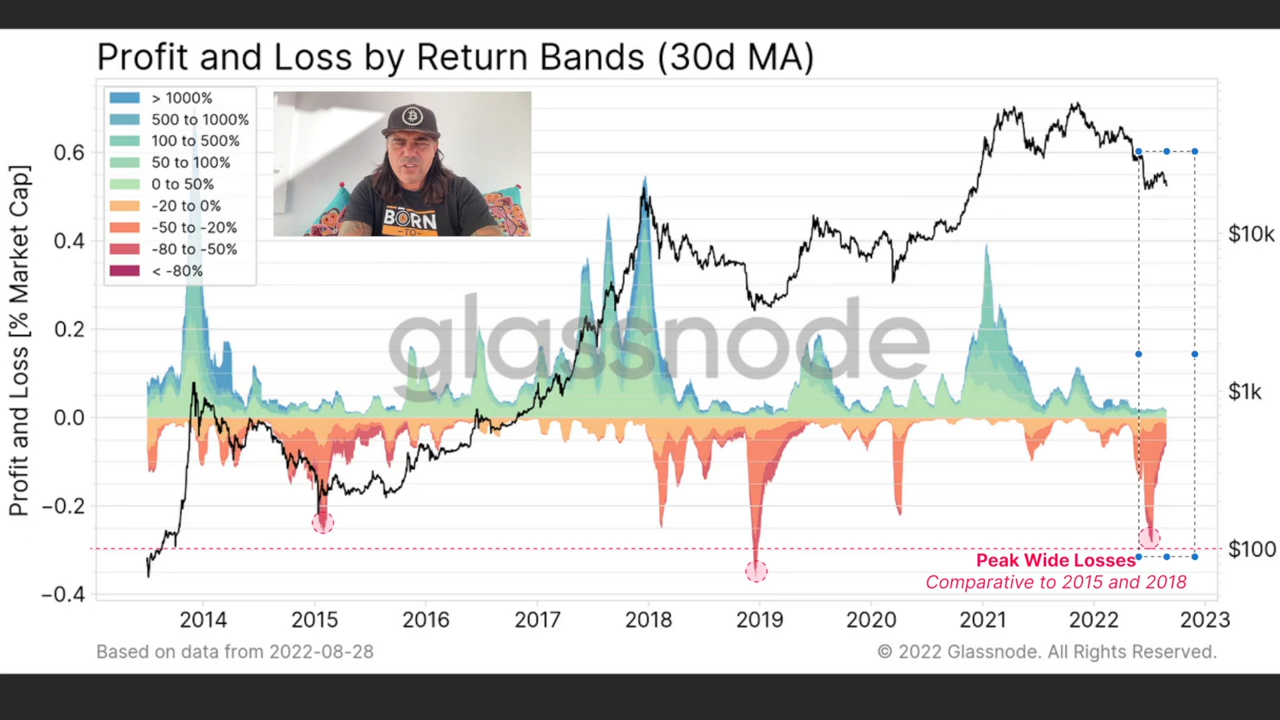 Profit and Loss by Return Bands (30d MA)
> 1000%
500 to 1000%
100 to 500%
50 to 100%
0 to 50%
-20 to 0%
-50 to -20%
-80 to -50%
< -80%
BORN
-TO-
Profit and Loss [% Market Cap]
0.6
0.4
0.2
0.0
−0.2
−0.4
$10k
$1k
$100
glassnode
Peak Wide Losses
Comparative to 2015 and 2018
2014 2015 2016 2017 2018 2019 2020 2021 2022 2023
Based on data from 2022-08-28
© 2022 Glassnode. All Rights Reserved.